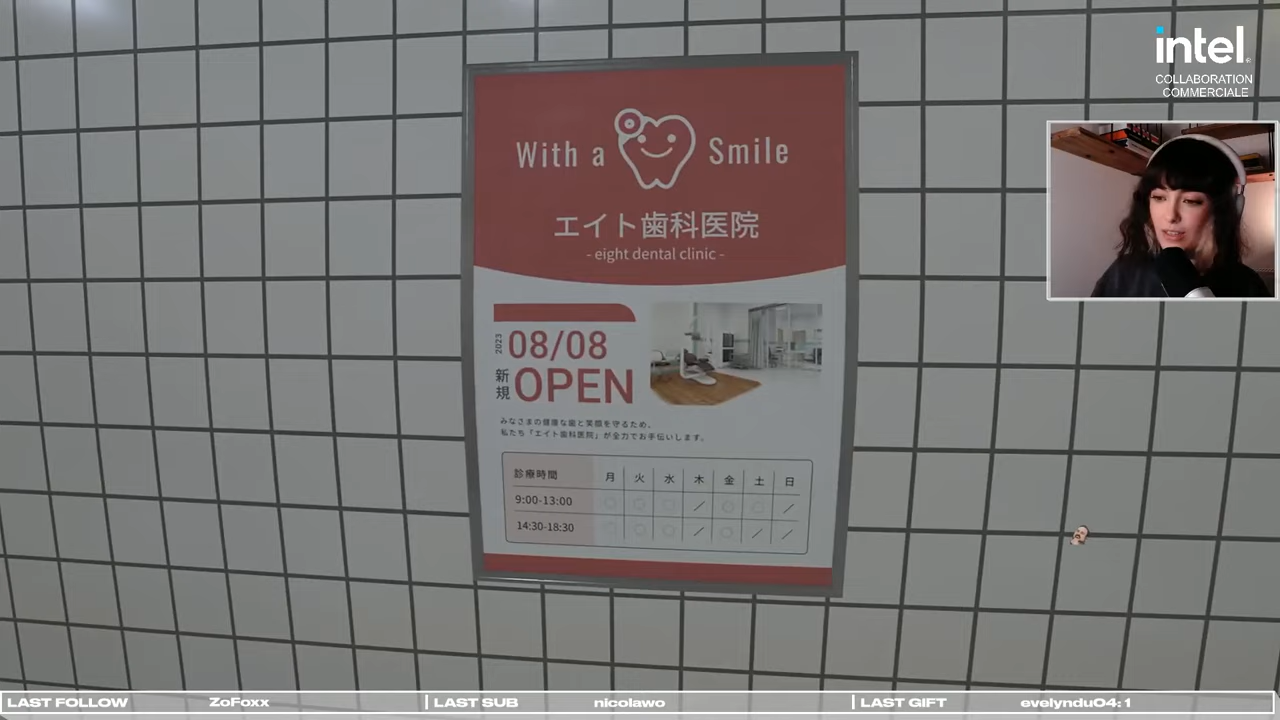 intel
COLLABORATION
COMMERCIALE
With a Smile
エイト歯科医院
- eight dental clinic -
2023 08/08
新規 OPEN
みなさまの健康な歯と笑顔を守るため、
私たち「エイト歯科医院」が全力でお手伝いします。
診療時間 月 火 水 木 金 土 日
9:00-13:00 ○ ○ ○ / ○ ○ /
14:30-18:30 ○ ○ ○ / ○ / /
LAST FOLLOW ZoFoxx LAST SUB nicolawo LAST GIFT evelyndu04: 1